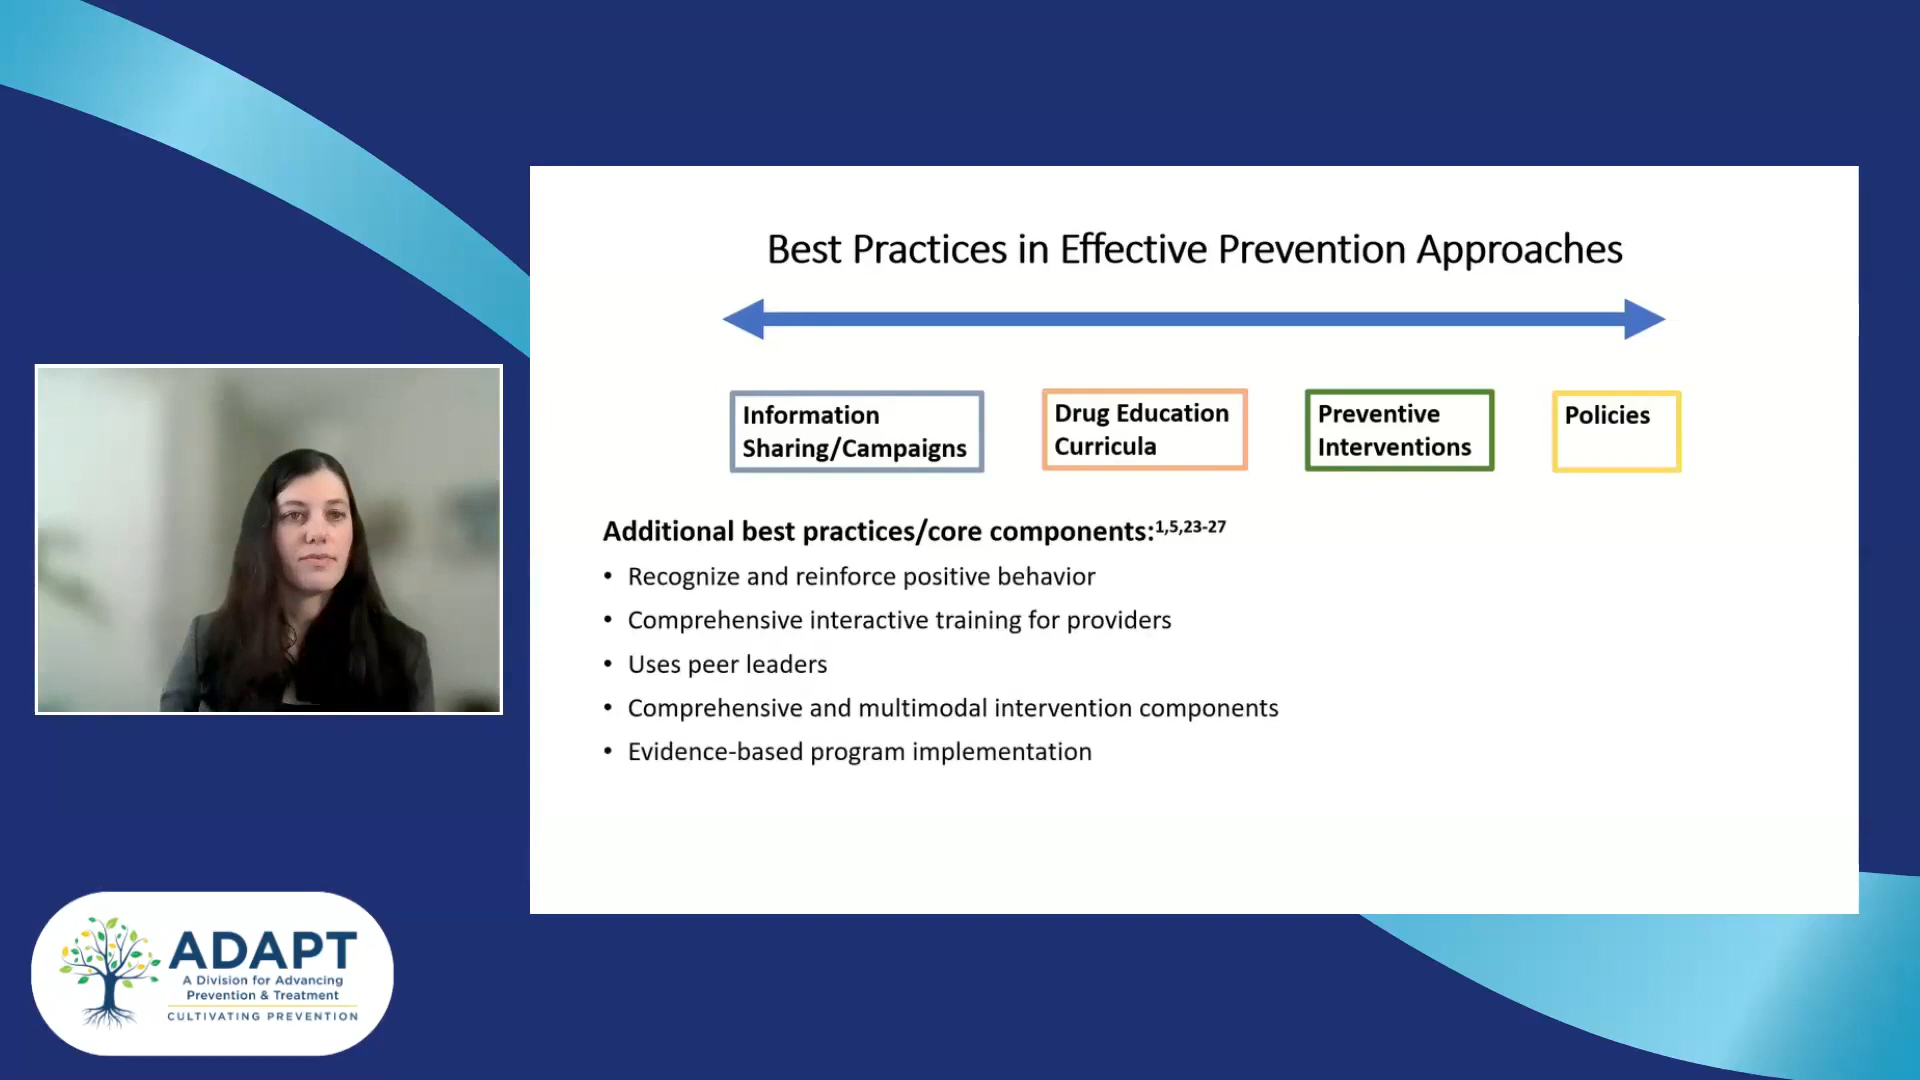 Best Practices in Effective Prevention Approaches
Information
Sharing/Campaigns
Drug Education
Curricula
Preventive
Interventions
Policies
Additional best practices/core components:1,5,23-27
• Recognize and reinforce positive behavior
• Comprehensive interactive training for providers
• Uses peer leaders
• Comprehensive and multimodal intervention components
• Evidence-based program implementation
ADAPT
A Division for Advancing
Prevention & Treatment
CULTIVATING PREVENTION